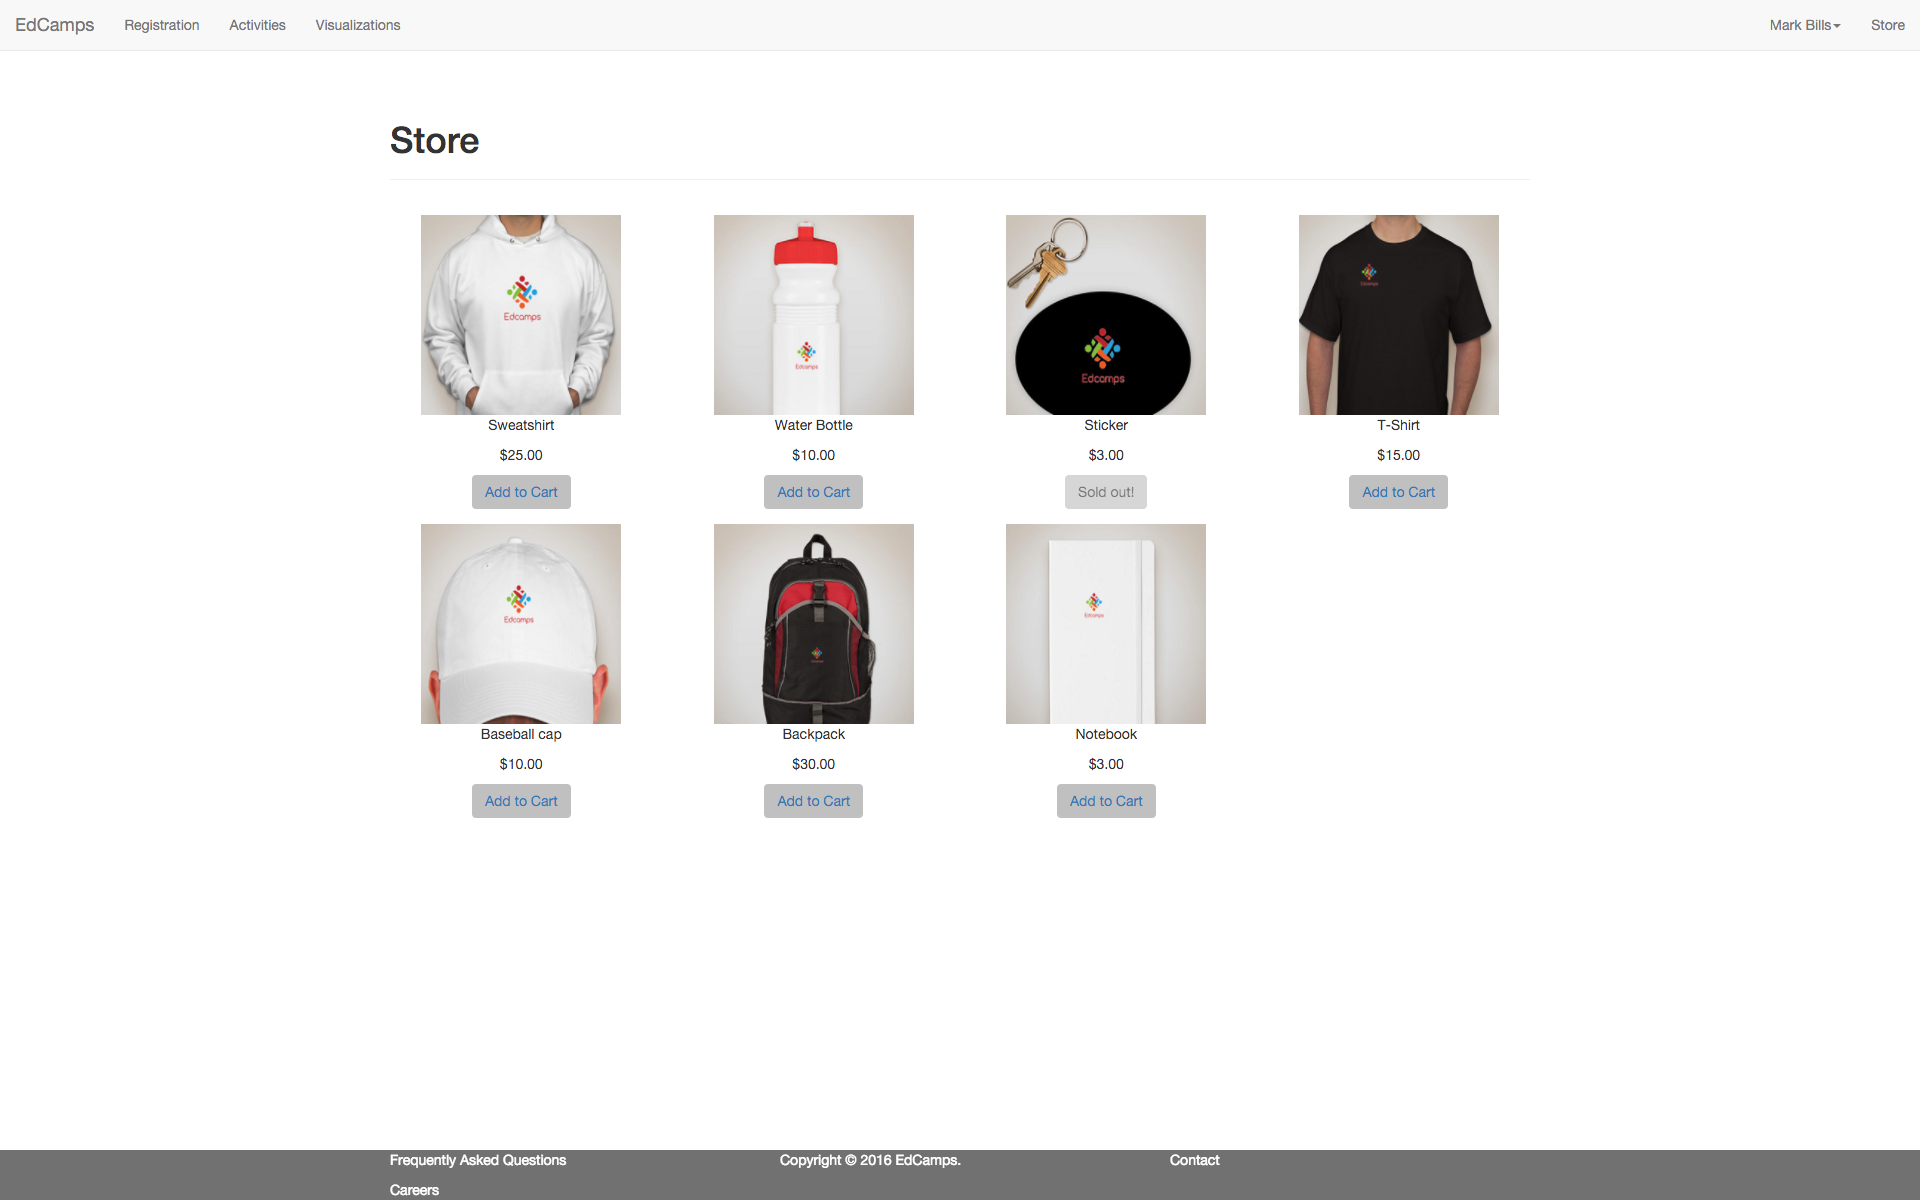 EdCamps Registration Activities Visualizations Mark Bills Store
Store
Edcamps
Edcamps
Edcamps
Edcamps
Sweatshirt Water Bottle Sticker T-Shirt
$25.00 $10.00 $3.00 $15.00
Add to Cart Add to Cart Sold out! Add to Cart
Edcamps
Edcamps
Baseball cap Backpack Notebook
$10.00 $30.00 $3.00
Add to Cart Add to Cart Add to Cart
Frequently Asked Questions Copyright © 2016 EdCamps. Contact
Careers